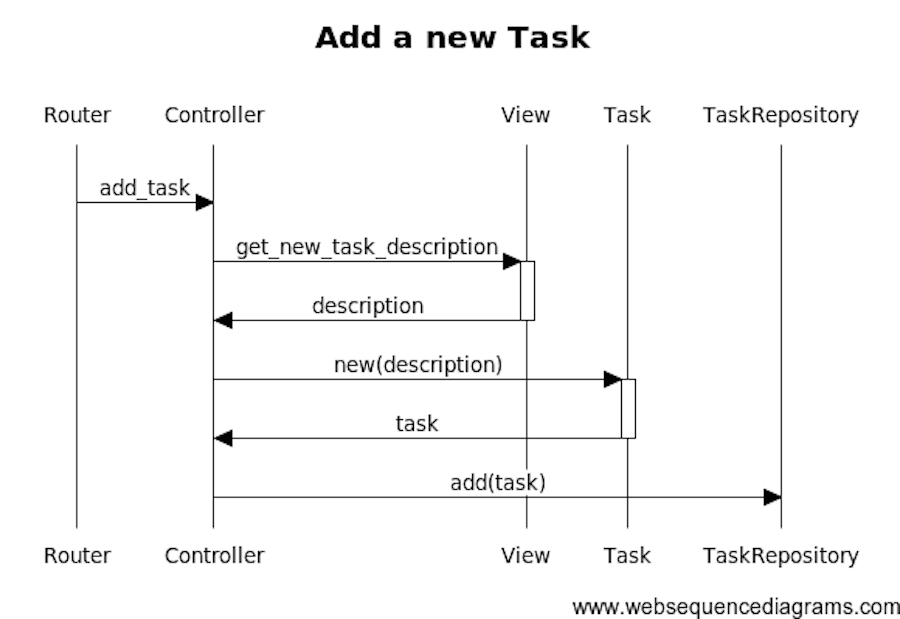 Add a new Task
Router Controller View Task TaskRepository
add_task
get_new_task_description
description
new(description)
task
add(task)
Router Controller View Task TaskRepository
www.websequencediagrams.com